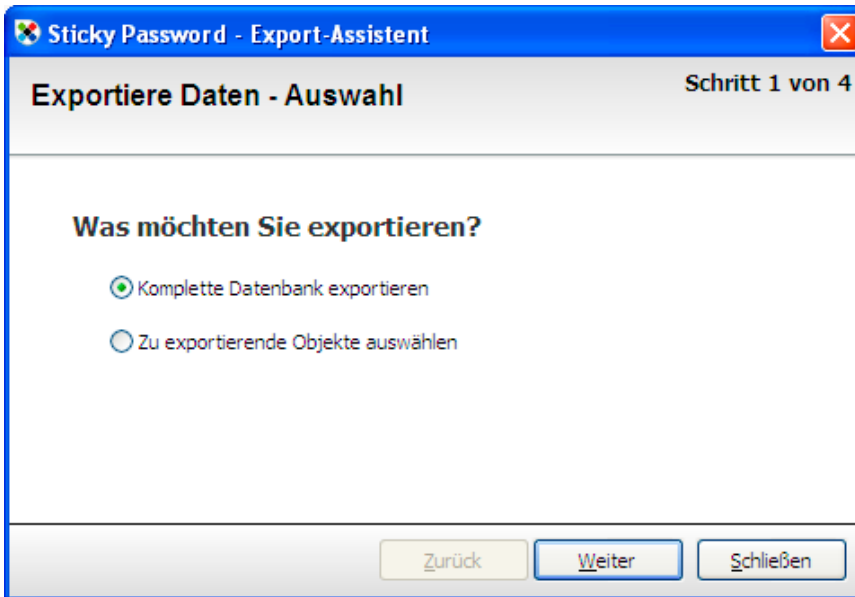 Sticky Password - Export-Assistent
Exportiere Daten - Auswahl
Schritt 1 von 4
Was möchten Sie exportieren?
Komplette Datenbank exportieren
Zu exportierende Objekte auswählen
Zurück
Weiter
Schließen